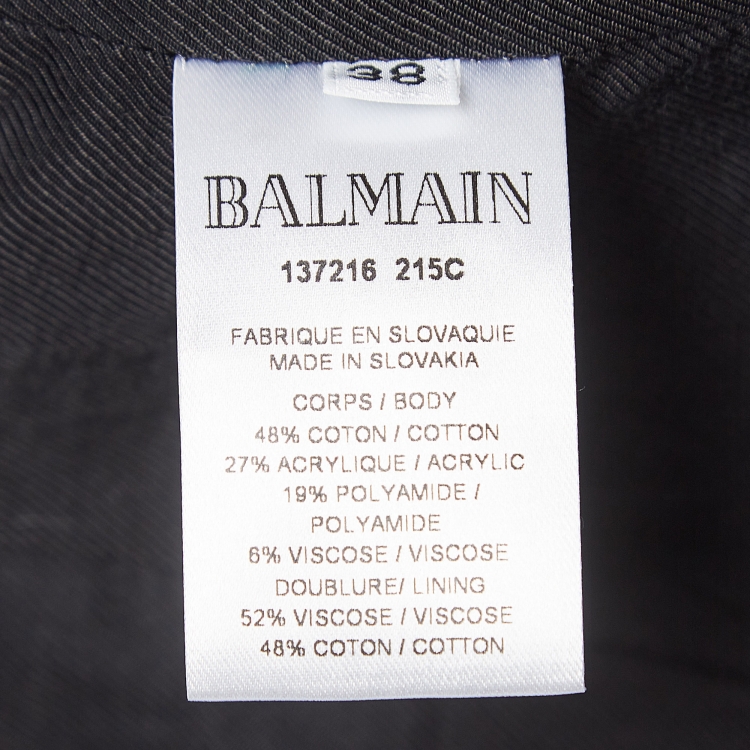 38
BALMAIN
137216 215C
FABRIQUE EN SLOVAQUIE
MADE IN SLOVAKIA
CORPS / BODY
48% COTON / COTTON
27% ACRYLIQUE / ACRYLIC
19% POLYAMIDE /
POLYAMIDE
6% VISCOSE / VISCOSE
DOUBLURE/ LINING
52% VISCOSE / VISCOSE
48% COTON / COTTON